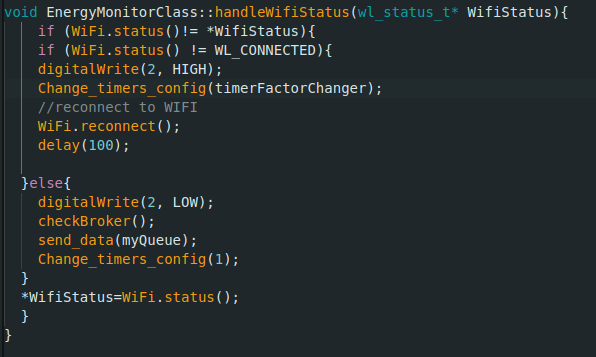 void EnergyMonitorClass::handleWifiStatus(wl_status_t* WifiStatus){
if (WiFi.status()!= *WifiStatus){
if (WiFi.status() != WL_CONNECTED){
digitalWrite(2, HIGH);
Change_timers_config(timerFactorChanger);
//reconnect to WIFI
WiFi.reconnect();
delay(100);
}else{
digitalWrite(2, LOW);
checkBroker();
send_data(myQueue);
Change_timers_config(1);
}
*WifiStatus=WiFi.status();
}
}